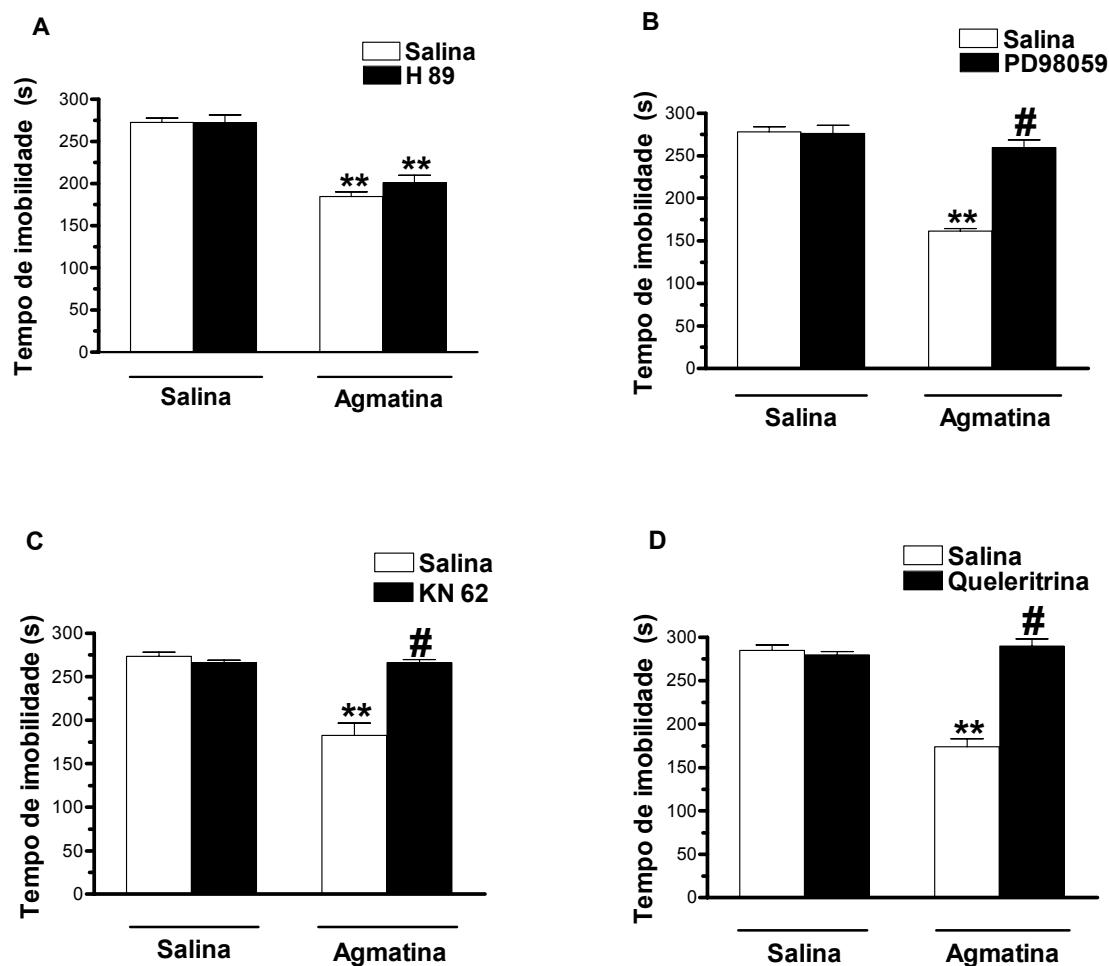 A
Salina
H 89
Tempo de imobilidade (s)
300
250
200
150
100
50
0
**
**
Salina
Agmatina
B
Salina
PD98059
Tempo de imobilidade (s)
300
250
200
150
100
50
0
**
#
Salina
Agmatina
C
Salina
KN 62
Tempo de imobilidade (s)
300
250
200
150
100
50
0
**
#
Salina
Agmatina
D
Salina
Queleritrina
Tempo de imobilidade (s)
300
250
200
150
100
50
0
**
#
Salina
Agmatina